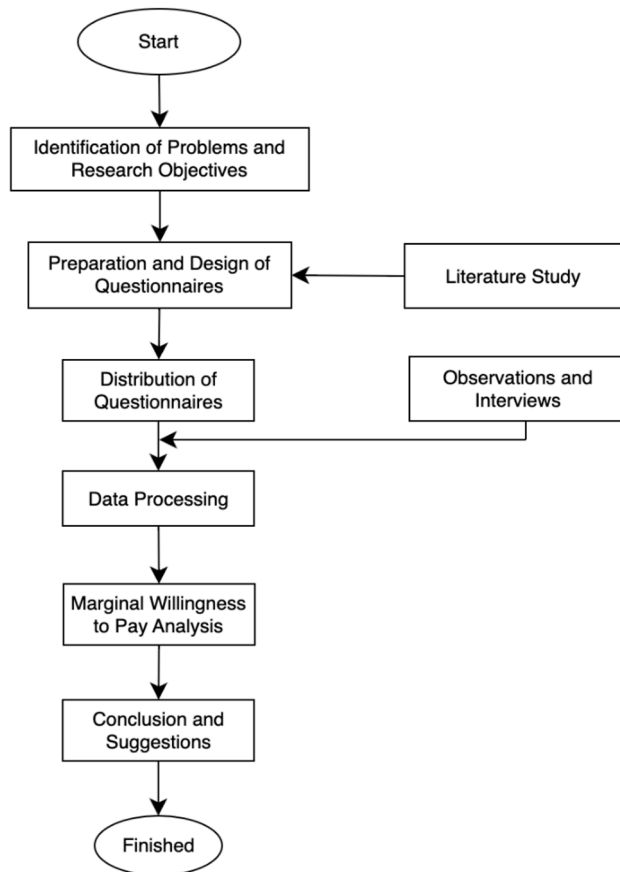 Start
Identification of Problems and
Research Objectives
Preparation and Design of
Questionnaires
Literature Study
Distribution of
Questionnaires
Observations and
Interviews
Data Processing
Marginal Willingness
to Pay Analysis
Conclusion and
Suggestions
Finished